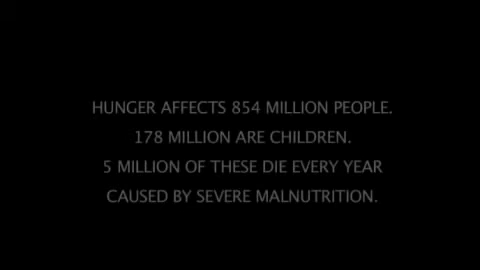 HUNGER AFFECTS 854 MILLION PEOPLE.
178 MILLION ARE CHILDREN.
5 MILLION OF THESE DIE EVERY YEAR
CAUSED BY SEVERE MALNUTRITION.